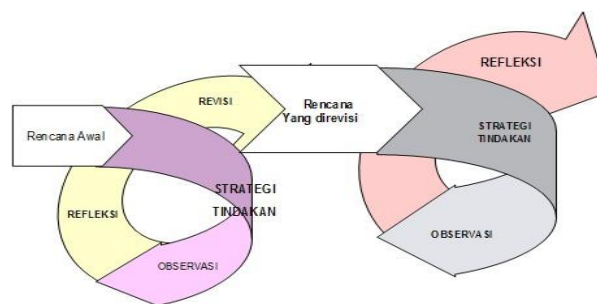 Rencana Awal
STRATEGI
TINDAKAN
OBSERVASI
REFLEKSI
REVISI
Rencana
Yang direvisi
STRATEGI
TINDAKAN
OBSERVASI
REFLEKSI